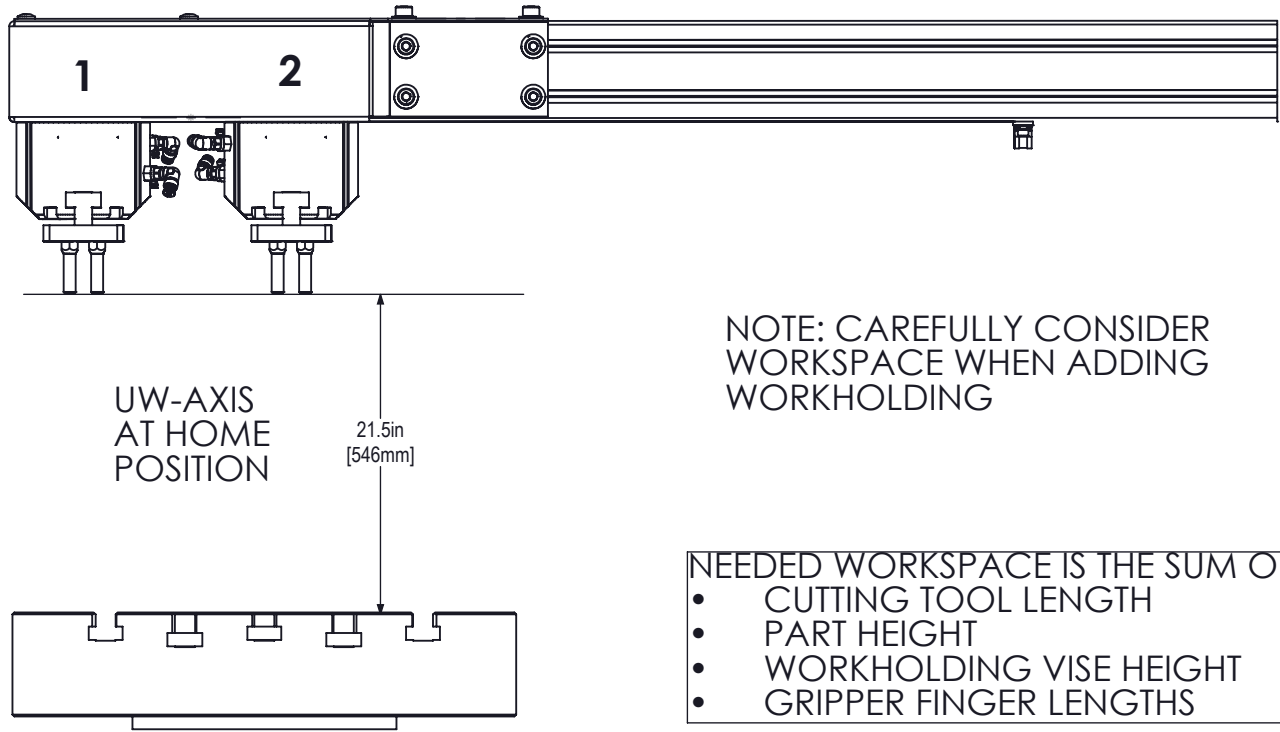 1
2
NOTE: CAREFULLY CONSIDER
WORKSPACE WHEN ADDING
WORKHOLDING
UW-AXIS
AT HOME
POSITION
21.5in
[546mm]
NEEDED WORKSPACE IS THE SUM O
• CUTTING TOOL LENGTH
• PART HEIGHT
• WORKHOLDING VISE HEIGHT
• GRIPPER FINGER LENGTHS